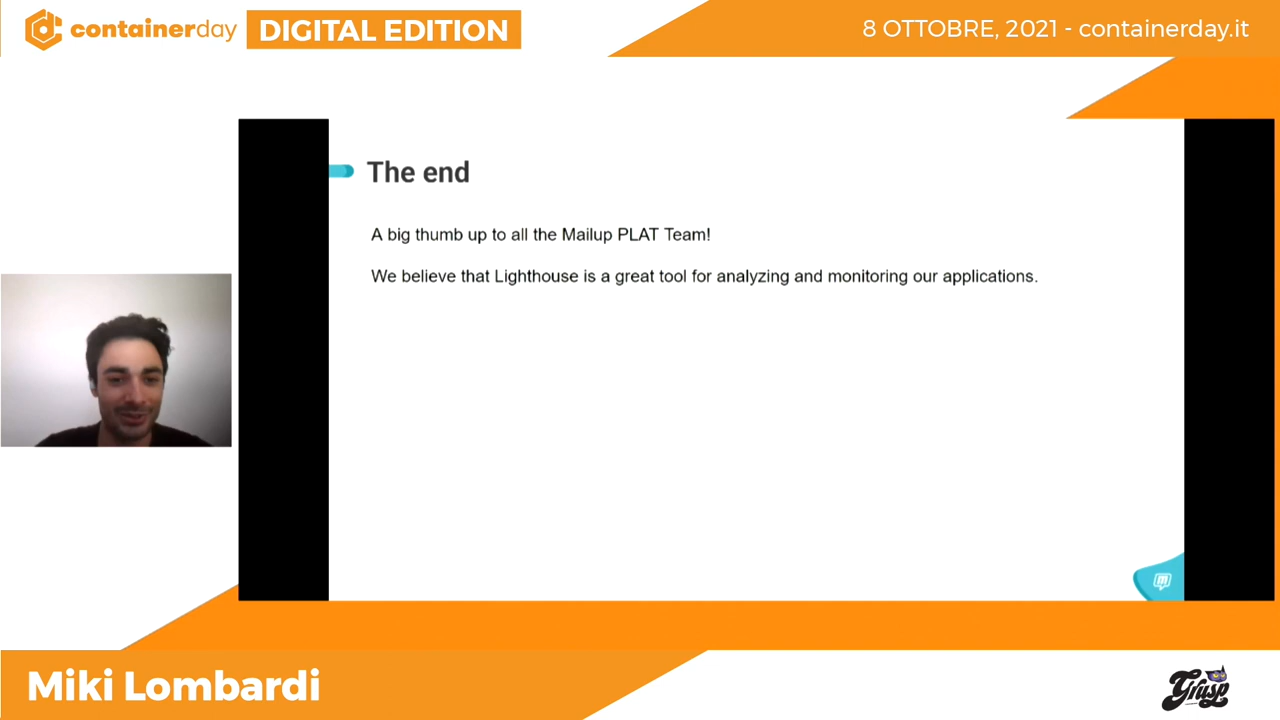 containerday DIGITAL EDITION
8 OTTOBRE, 2021 - containerday.it
The end
A big thumb up to all the Mailup PLAT Team!
We believe that Lighthouse is a great tool for analyzing and monitoring our applications.
Miki Lombardi
Grusp